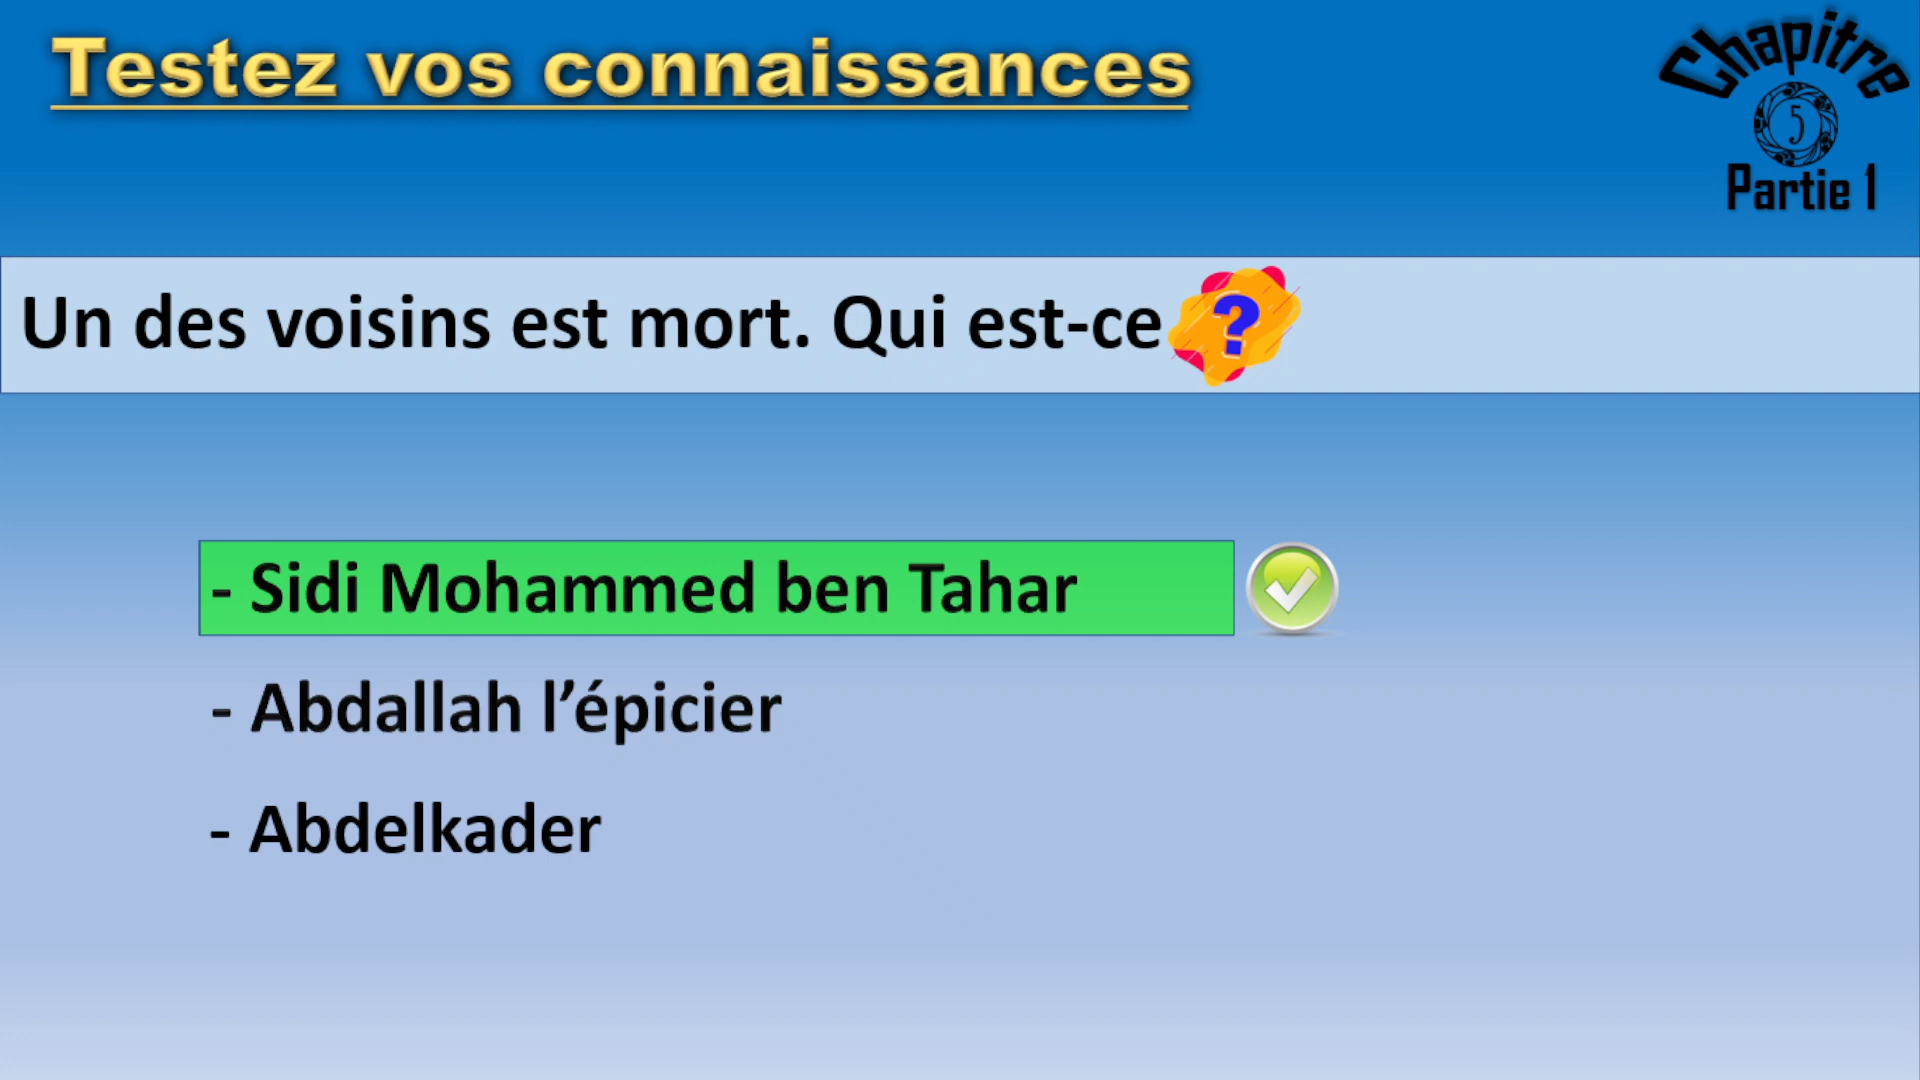 Testez vos connaissances
Chapitre
5
Partie 1
Un des voisins est mort. Qui est-ce ?
- Sidi Mohammed ben Tahar
- Abdallah l’épicier
- Abdelkader